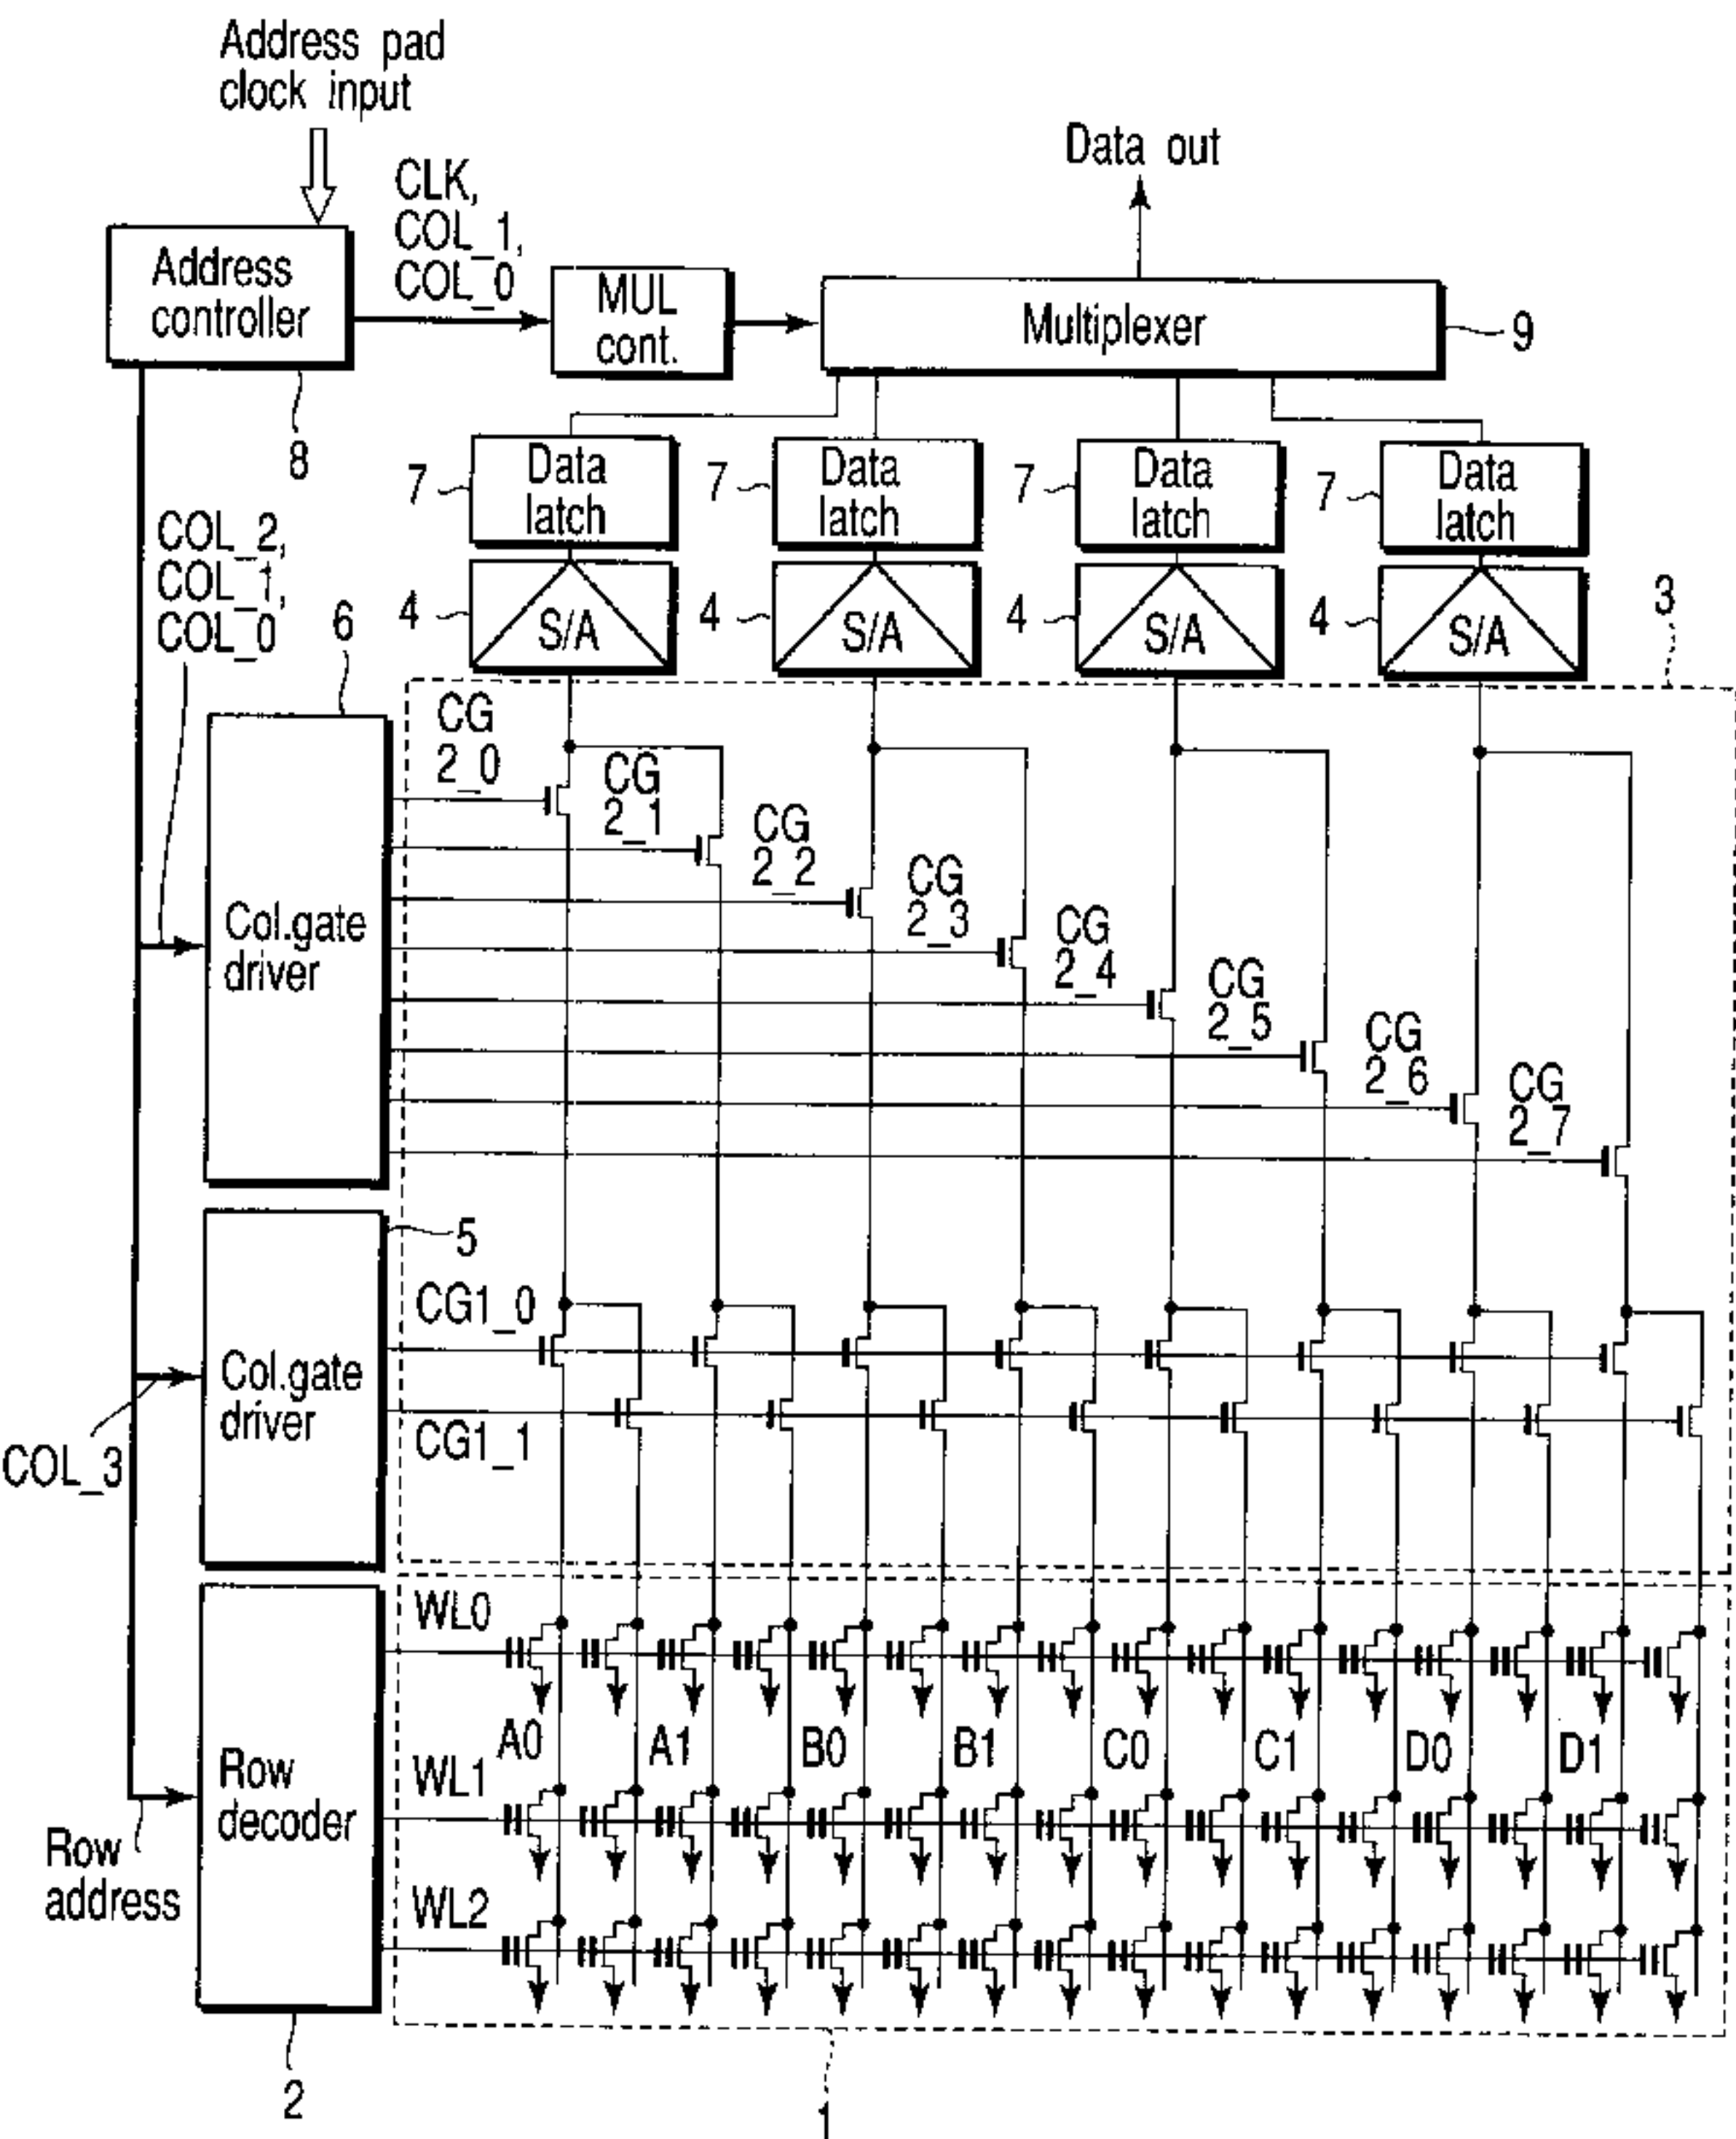 Address pad
clock input
CLK,
COL_1,
COL_0
Data out
Address
controller
MUL
cont.
Multiplexer
9
8
7
Data
latch
7
Data
latch
7
Data
latch
7
Data
latch
COL_2,
COL_1,
COL_0
6
4
S/A
4
S/A
4
S/A
4
S/A
3
CG
2_0
CG
2_1
CG
2_2
CG
2_3
CG
2_4
CG
2_5
CG
2_6
CG
2_7
Col.gate
driver
5
CG1_0
Col.gate
driver
CG1_1
COL_3
WL0
A0
A1
B0
B1
C0
C1
D0
D1
WL1
Row
decoder
Row
address
WL2
2
1